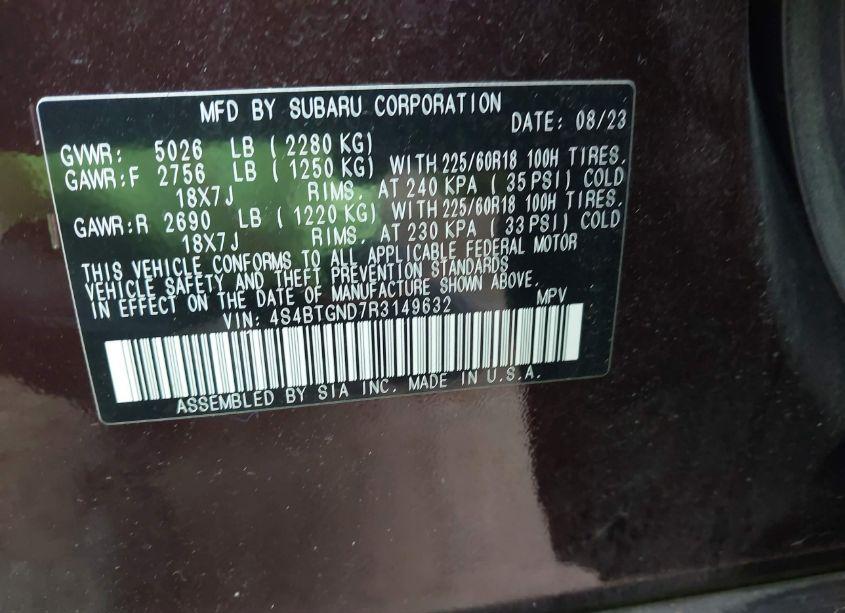 MFD BY SUBARU CORPORATION
DATE: 08/23
GVWR: 5026 LB (2280 KG)
GAWR:F 2756 LB (1250 KG) WITH 225/60R18 100H TIRES,
18X7J RIMS, AT 240 KPA (35 PSI) COLD
GAWR:R 2690 LB (1220 KG) WITH 225/60R18 100H TIRES,
18X7J RIMS, AT 230 KPA 33 PSI) COLD
THIS VEHICLE CONFORMS TO ALL APPLICABLE FEDERAL MOTOR
VEHICLE SAFETY AND THEFT PREVENTION STANDARDS
IN EFFECT ON THE DATE OF MANUFACTURE SHOWN ABOVE.
VIN: 4S4BTGND7R3149632 MPV
ASSEMBLED BY SIA INC. MADE IN U.S.A.